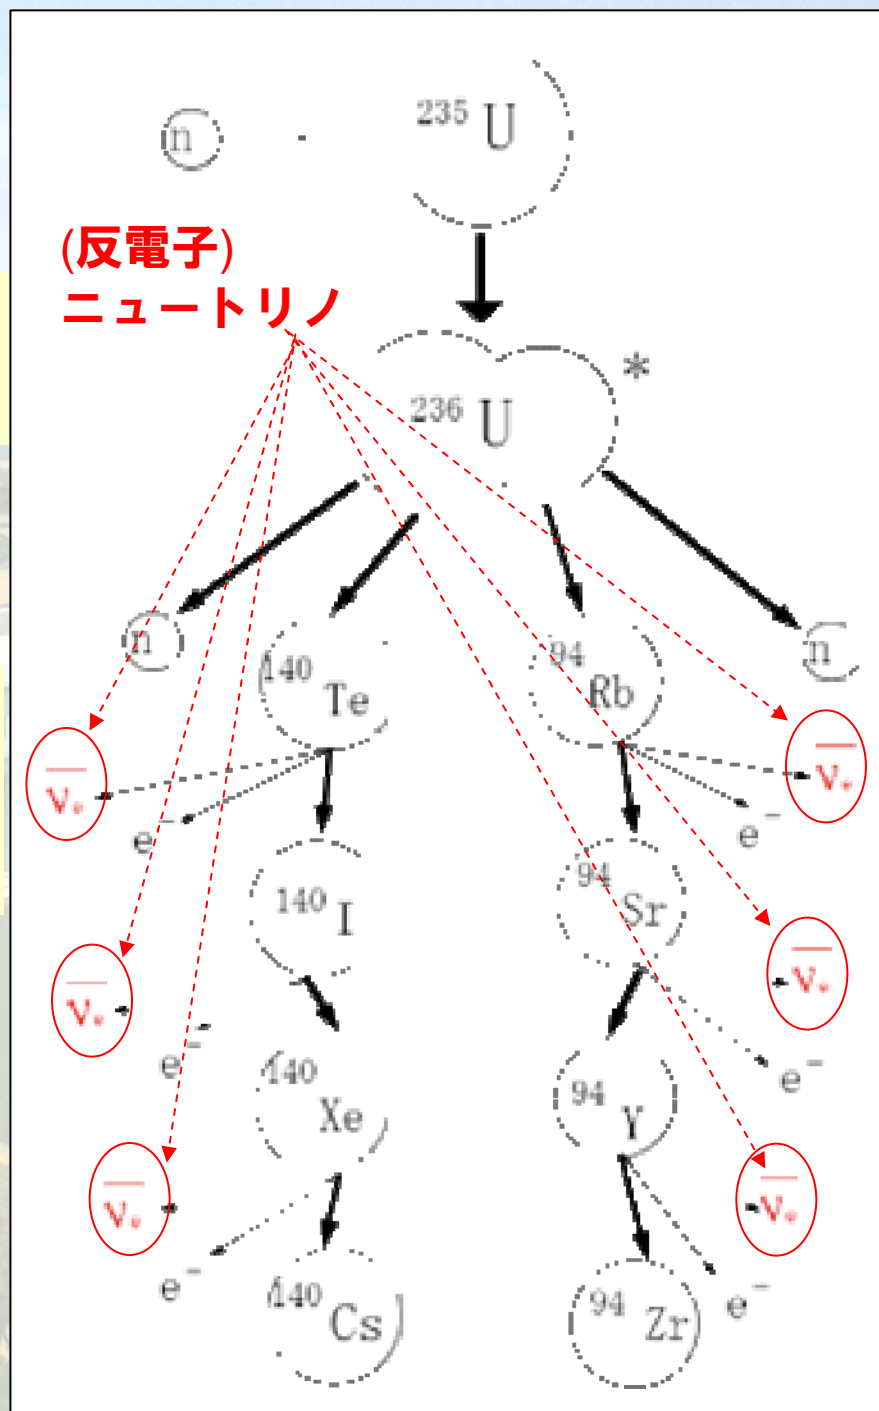 n
²³⁵U
(反電子)
ニュートリノ
²³⁶U *
n
¹⁴⁰Te
⁹⁴Rb
n
ν̅ₑ
e⁻
e⁻
ν̅ₑ
¹⁴⁰I
⁹⁴Sr
ν̅ₑ
ν̅ₑ
e⁻
e⁻
¹⁴⁰Xe
⁹⁴Y
ν̅ₑ
ν̅ₑ
e⁻
e⁻
¹⁴⁰Cs
⁹⁴Zr